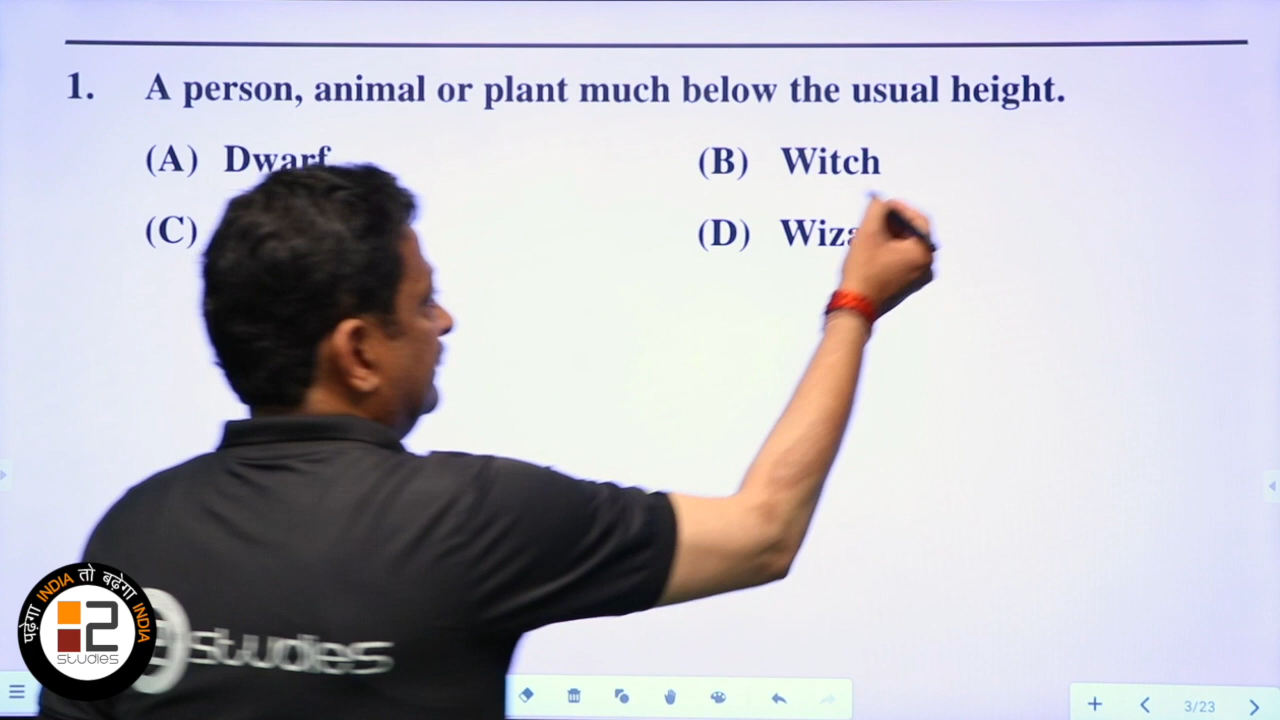 1. A person, animal or plant much below the usual height.
(A) Dwarf
(B) Witch
(C)
(D)
studies
पढ़ेगा INDIA तो बढ़ेगा INDIA
studies
3/23